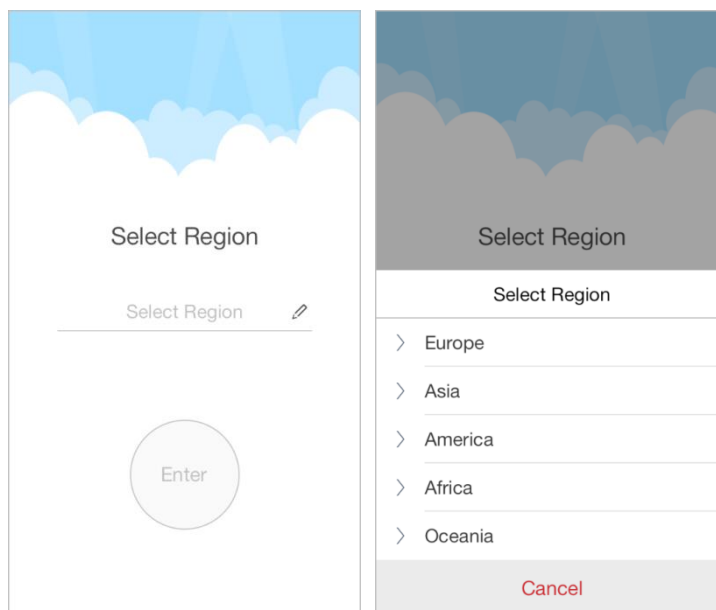 Select Region
Select Region
Enter
Select Region
Select Region
Europe
Asia
America
Africa
Oceania
Cancel